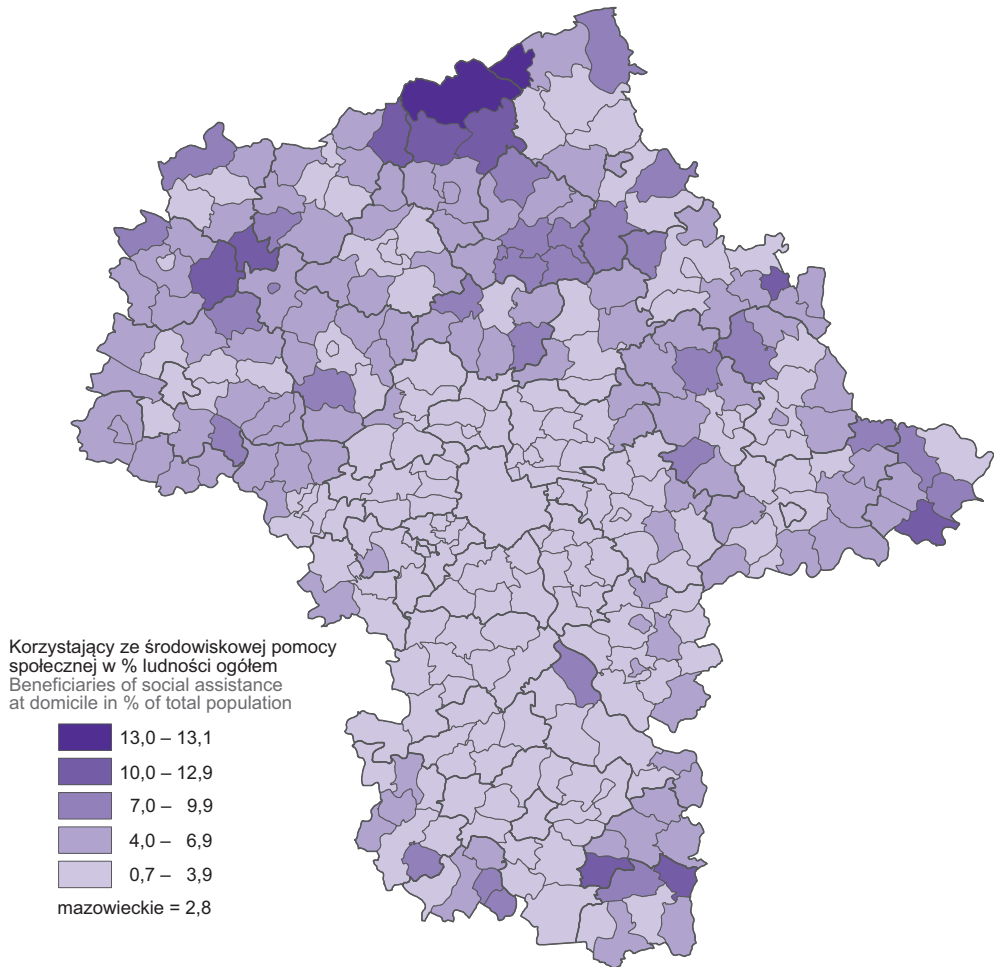 Korzystający ze środowiskowej pomocy
społecznej w % ludności ogółem
Beneficiaries of social assistance
at domicile in % of total population
13,0 – 13,1
10,0 – 12,9
7,0 – 9,9
4,0 – 6,9
0,7 – 3,9
mazowieckie = 2,8